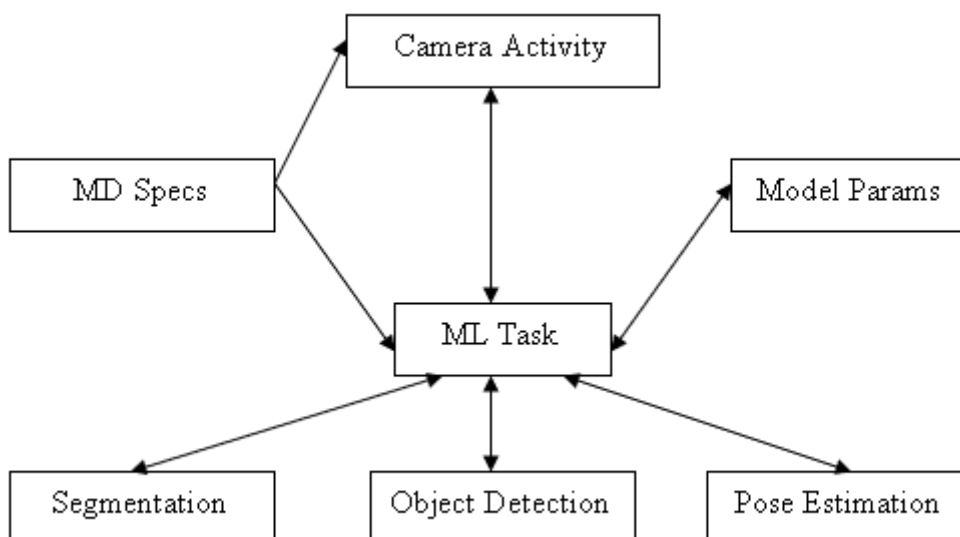 Camera Activity
MD Specs
Model Params
ML Task
Segmentation
Object Detection
Pose Estimation